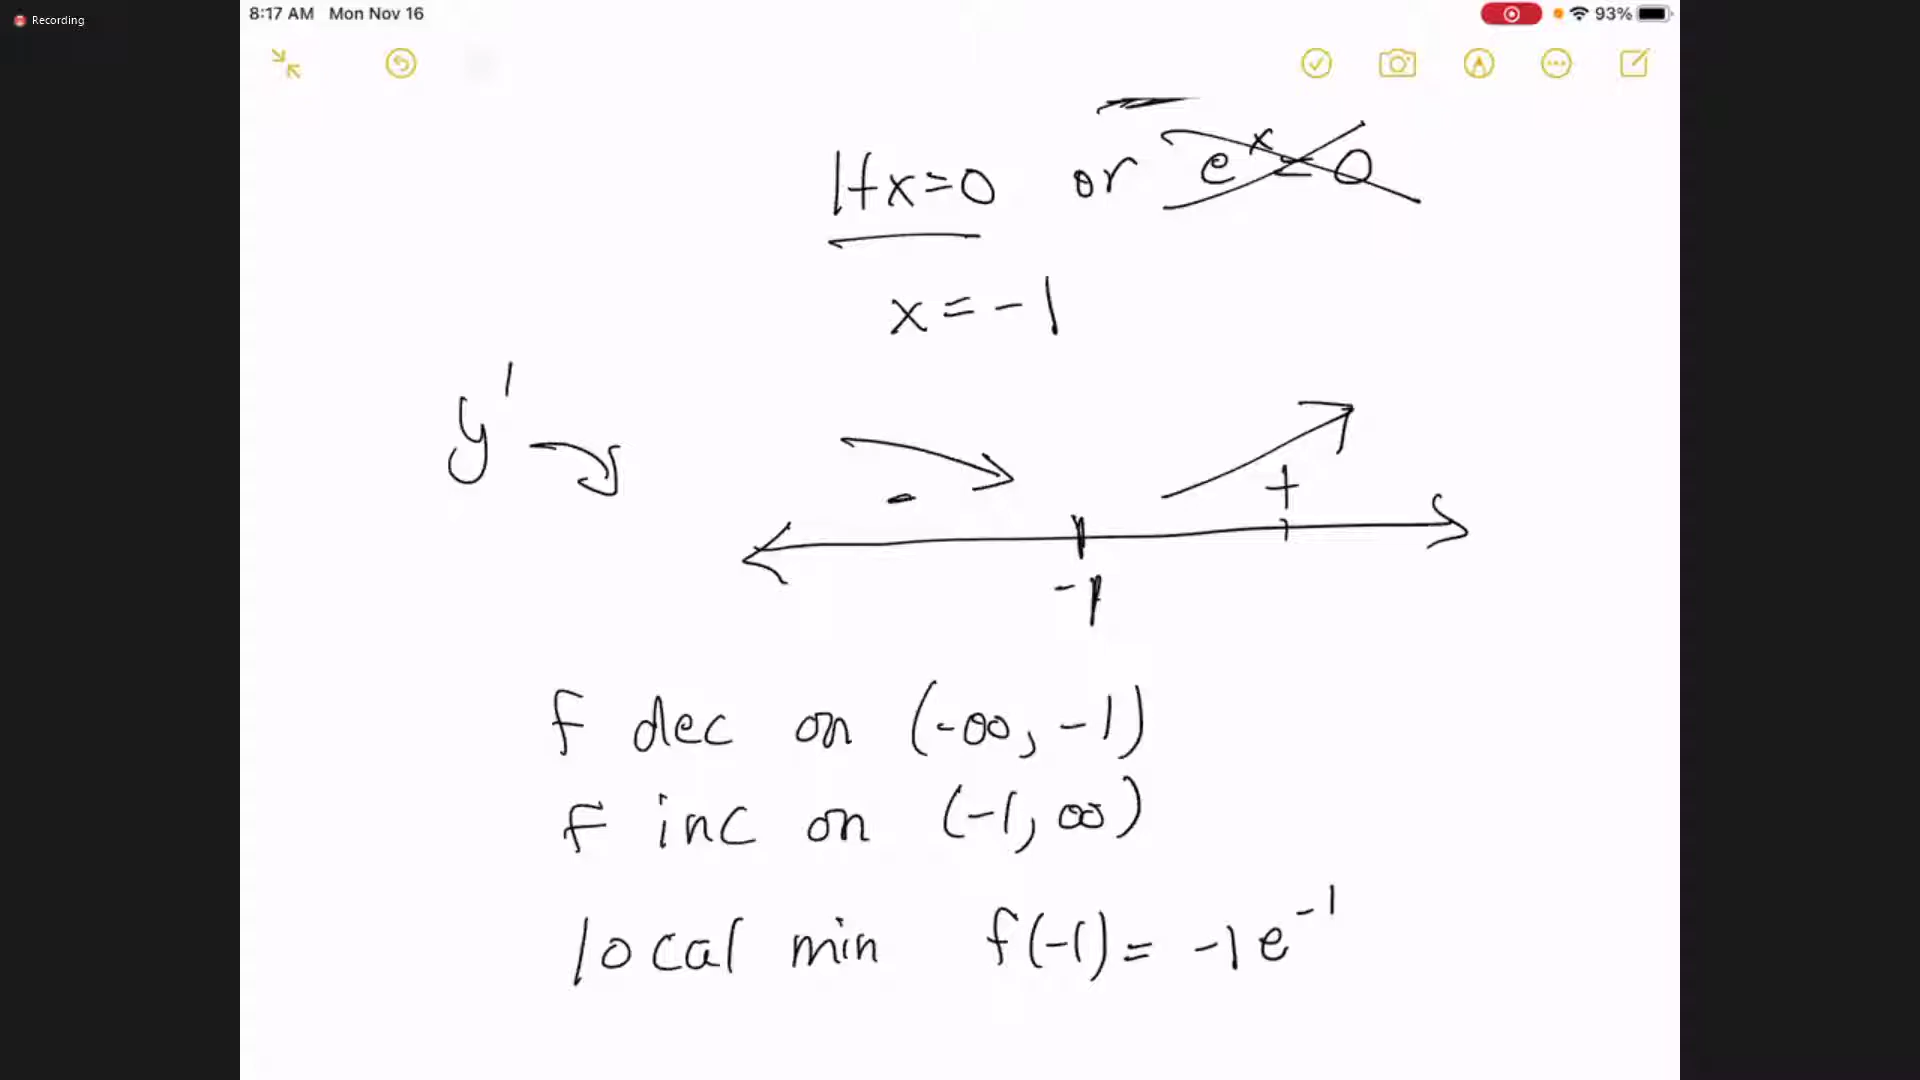 Recording
8:17 AM Mon Nov 16
93%
1+x=0 or e^x = 0
x = -1
y'
- +
-1
f dec on (-∞, -1)
f inc on (-1, ∞)
local min f(-1) = -1e^-1